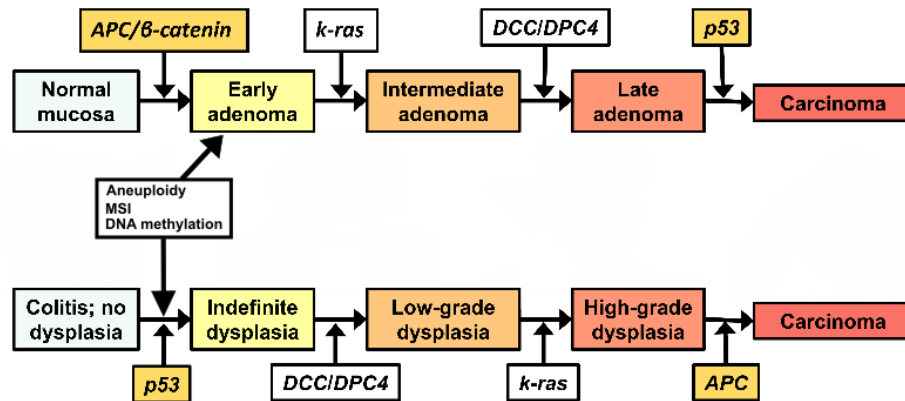 APC/β-catenin
k-ras
DCC/DPC4
p53
Normal
mucosa
Early
adenoma
Intermediate
adenoma
Late
adenoma
Carcinoma
Aneuploidy
MSI
DNA methylation
Colitis; no
dysplasia
Indefinite
dysplasia
Low-grade
dysplasia
High-grade
dysplasia
Carcinoma
p53
DCC/DPC4
k-ras
APC